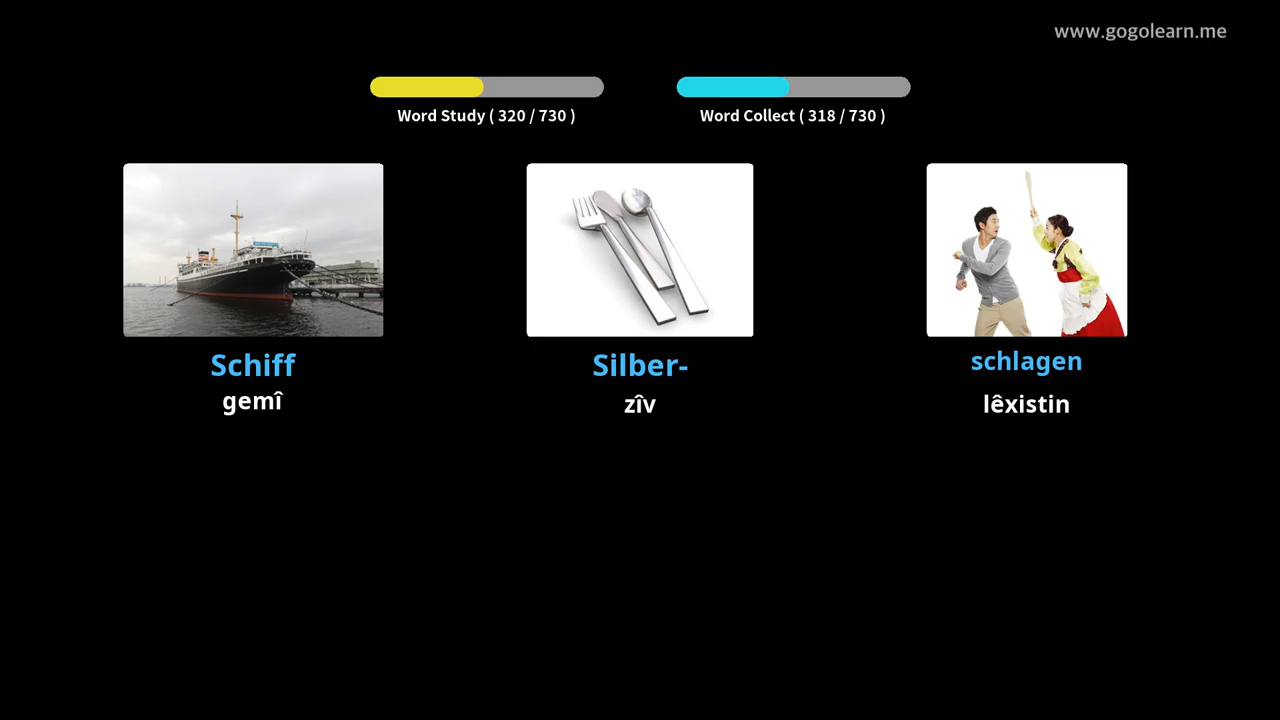 www.gogolearn.me
Word Study ( 320 / 730 )
Word Collect ( 318 / 730 )
Schiff
gemî
Silber-
zîv
schlagen
lêxistin